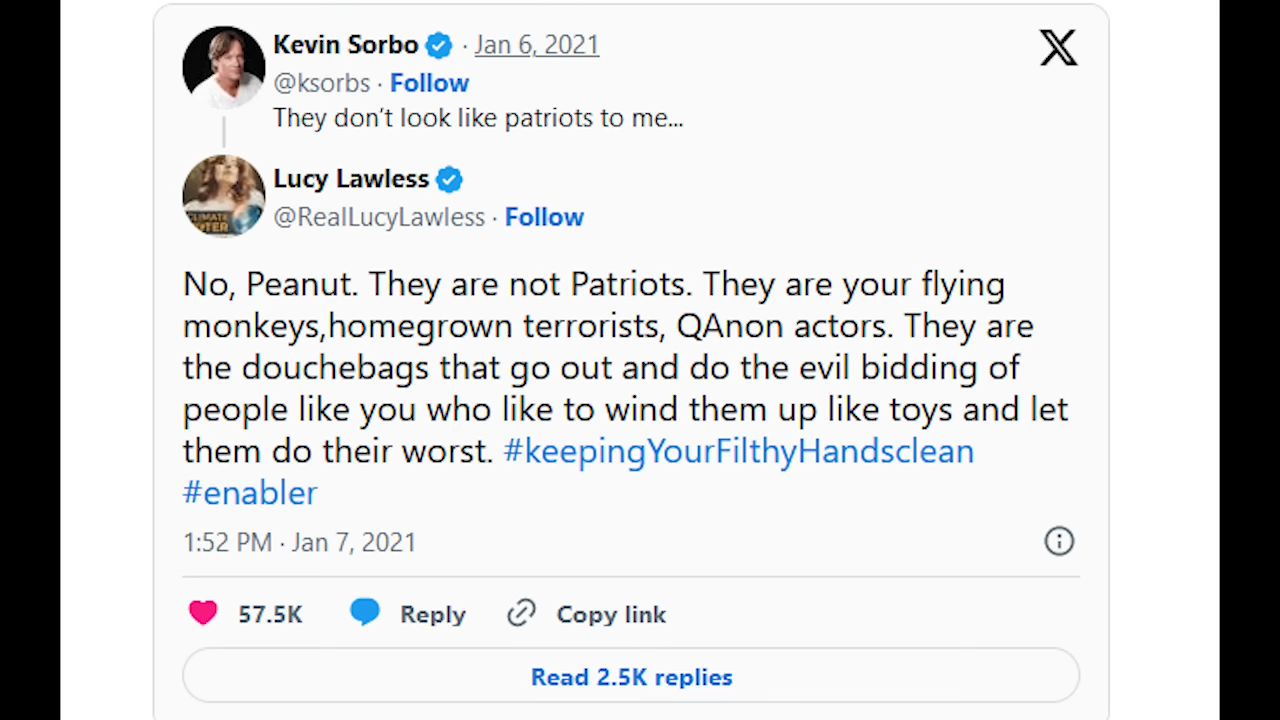 Kevin Sorbo · Jan 6, 2021
@ksorbs · Follow
They don’t look like patriots to me...
Lucy Lawless
@RealLucyLawless · Follow
CLIMATE
No, Peanut. They are not Patriots. They are your flying
monkeys,homegrown terrorists, QAnon actors. They are
the douchebags that go out and do the evil bidding of
people like you who like to wind them up like toys and let
them do their worst. #keepingYourFilthyHandsclean
#enabler
1:52 PM · Jan 7, 2021
57.5K Reply Copy link
Read 2.5K replies